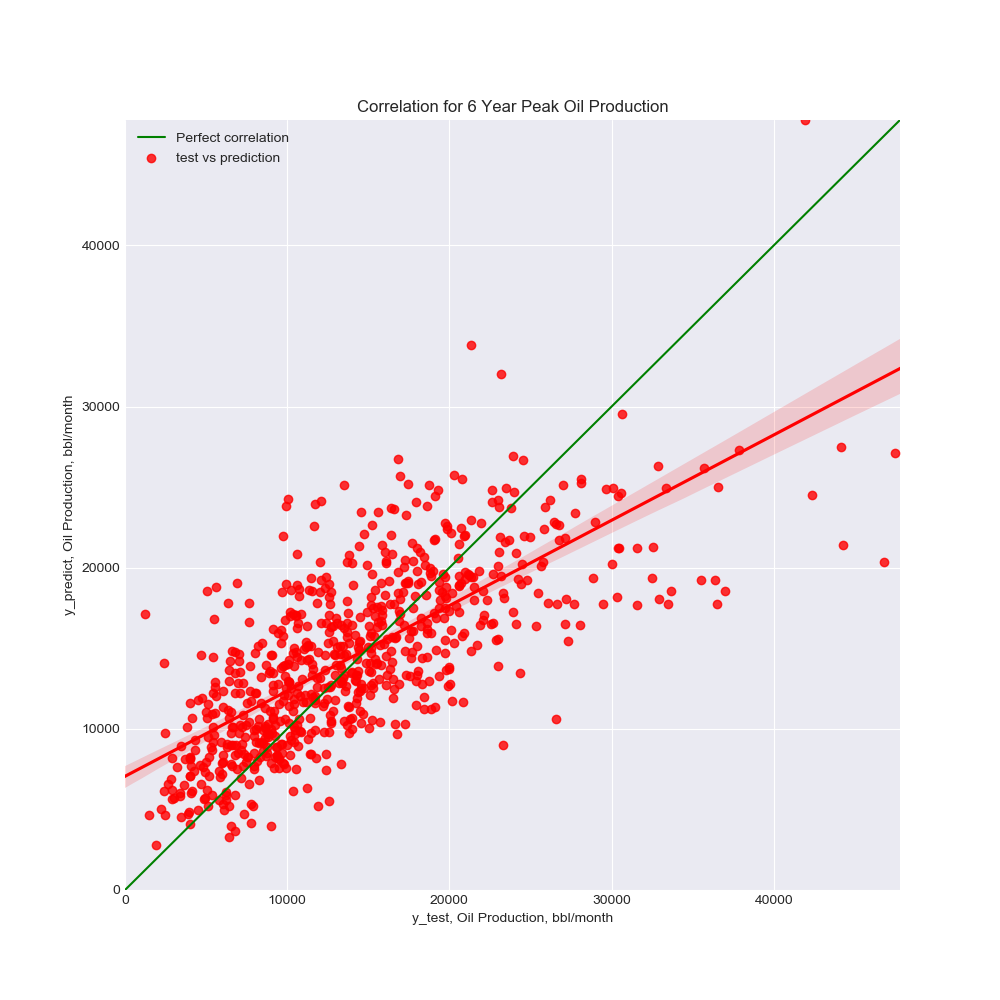 Correlation for 6 Year Peak Oil Production
Perfect correlation
test vs prediction
y_predict, Oil Production, bbl/month
40000
30000
20000
10000
0
0 10000 20000 30000 40000
y_test, Oil Production, bbl/month